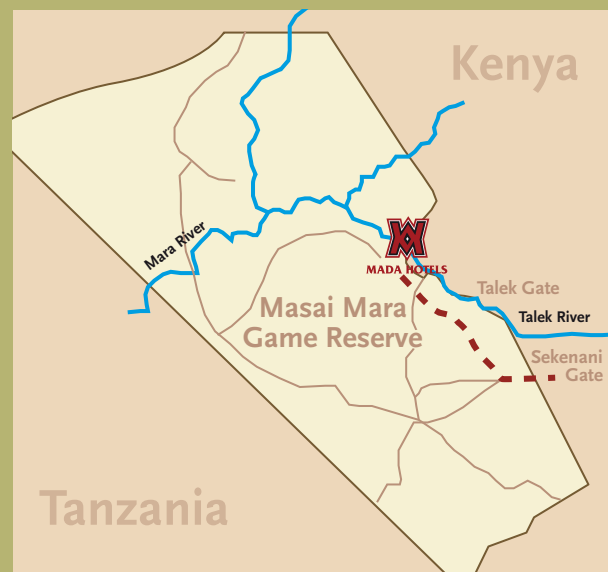 Kenya
Mara River
MADA HOTELS
Talek Gate
Masai Mara
Game Reserve
Talek River
Sekenani
Gate
Tanzania